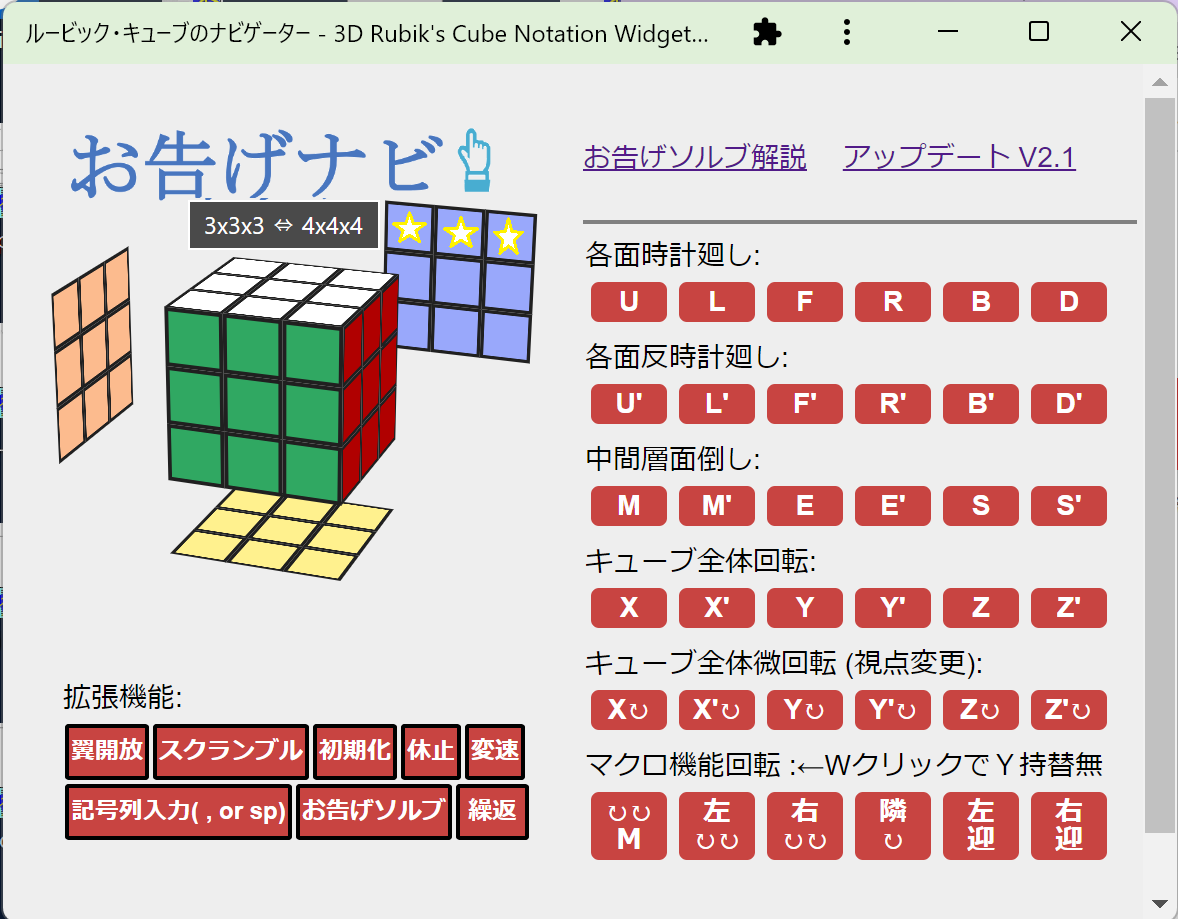 ルービック・キューブのナビゲーター - 3D Rubik's Cube Notation Widget...
お告げナビ
お告げソルブ解説 アップデート V2.1
3x3x3 ⇔ 4x4x4
各面時計廻し:
U L F R B D
各面反時計廻し:
U' L' F' R' B' D'
中間層面倒し:
M M' E E' S S'
キューブ全体回転:
X X' Y Y' Z Z'
キューブ全体微回転 (視点変更):
X↻ X'↻ Y↻ Y'↻ Z↻ Z'↻
マクロ機能回転 :←WクリックでＹ持替無
↻↻ 左 右 隣 左 右
M ↻↻ ↻↻ ↻ 迎 迎
拡張機能:
翼開放 スクランブル 初期化 休止 変速
記号列入力( , or sp) お告げソルブ 繰返